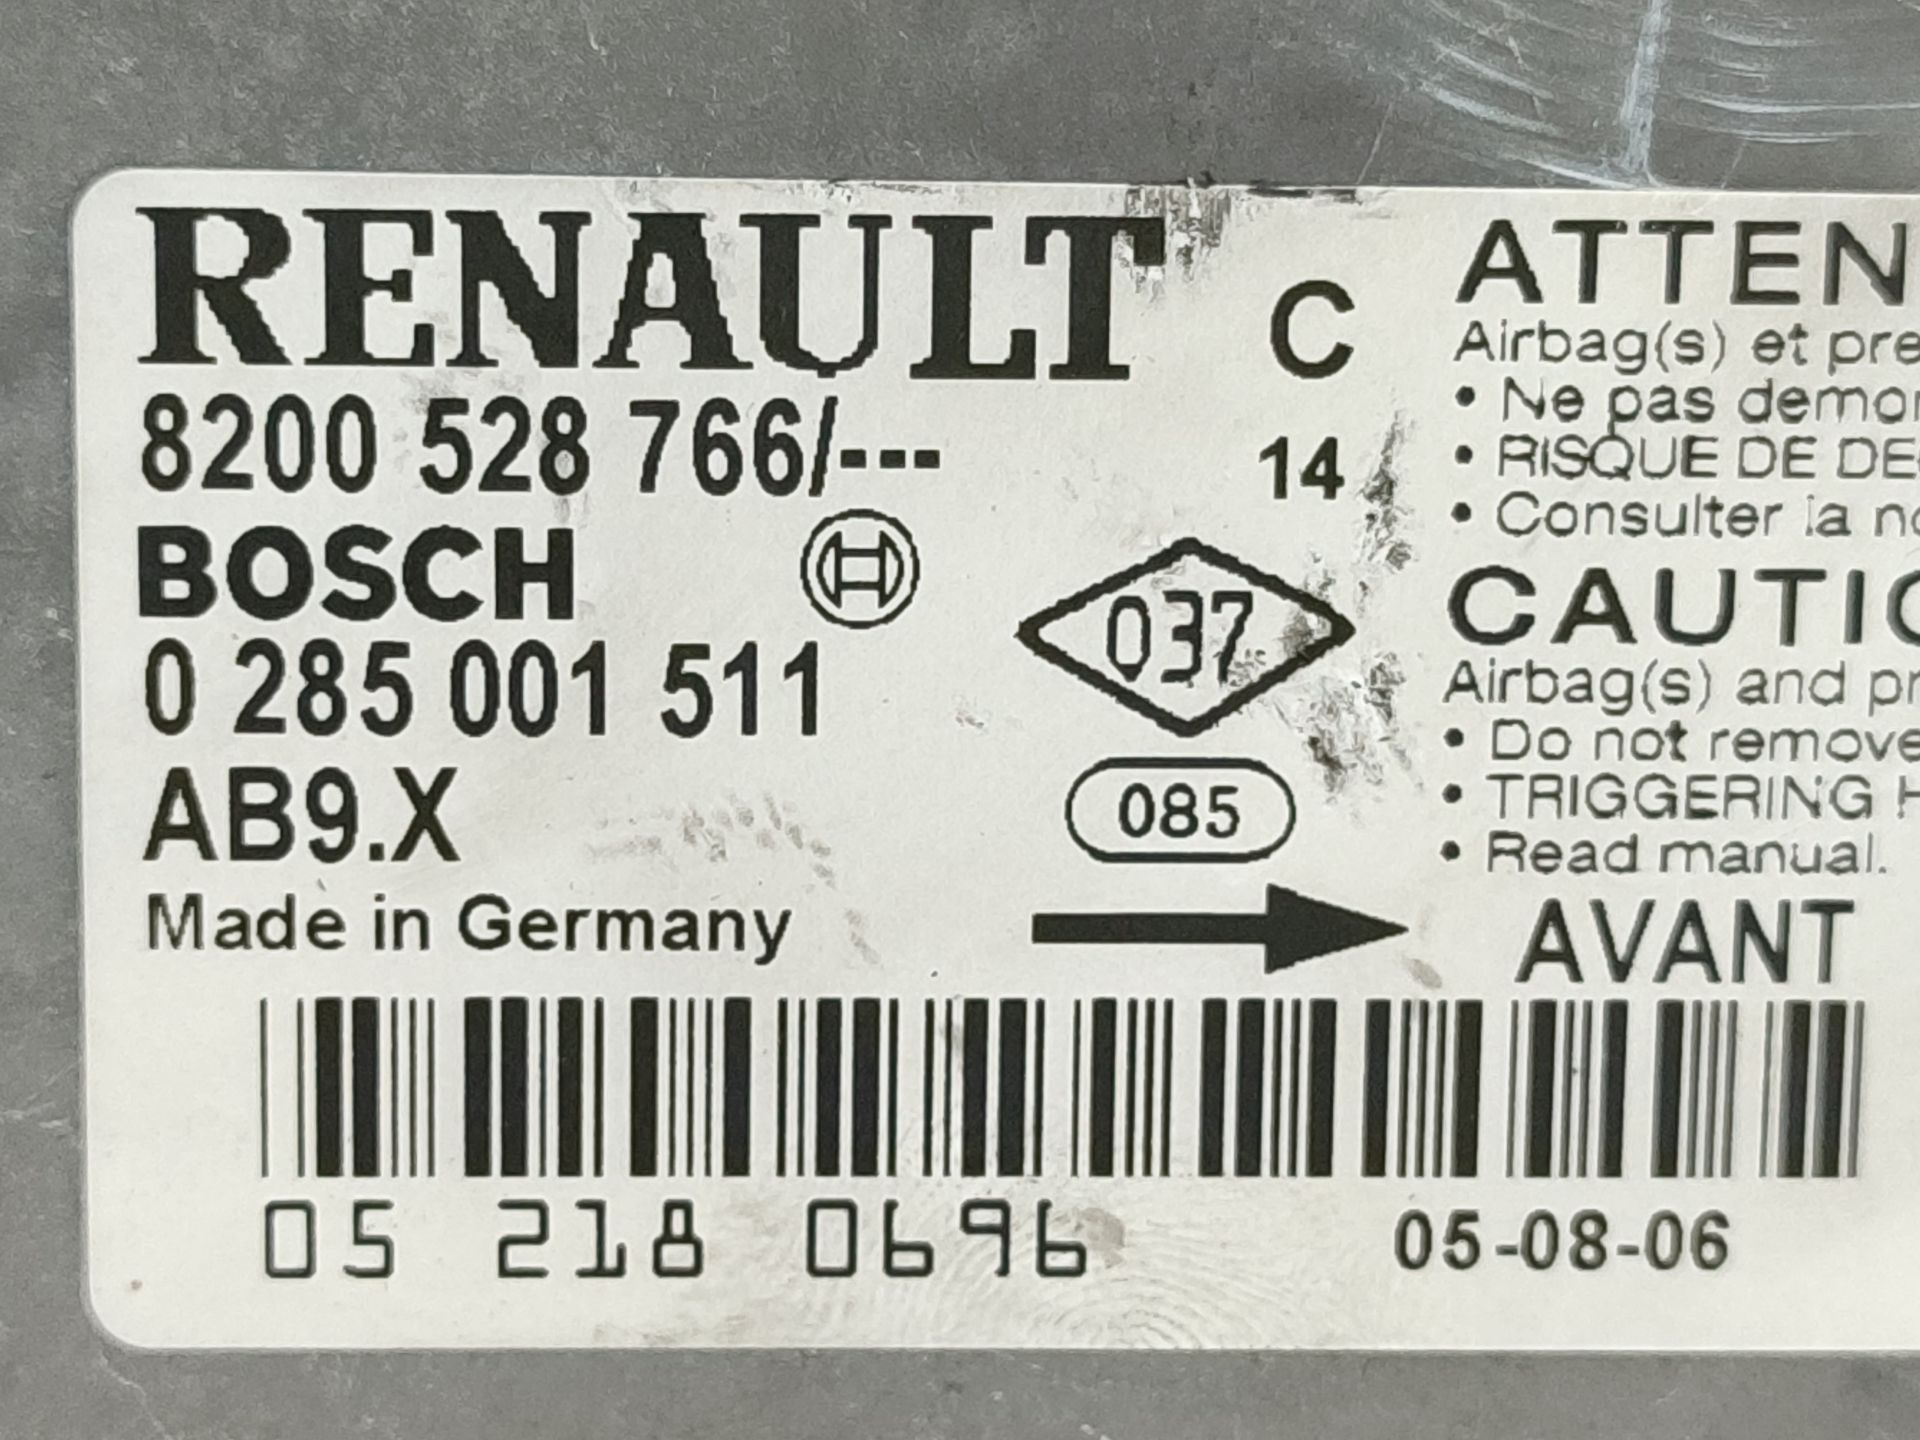 RENAULT
C
8200 528 766/---
14
BOSCH
037
0 285 001 511
085
AB9.X
Made in Germany
ATTEN
Airbag(s) et pre
• Ne pas demon
• RISQUE DE DE
• Consulter la no
CAUTIO
Airbag(s) and pr
• Do not remove
• TRIGGERING H
• Read manual.
AVANT
05 218 0696
05-08-06